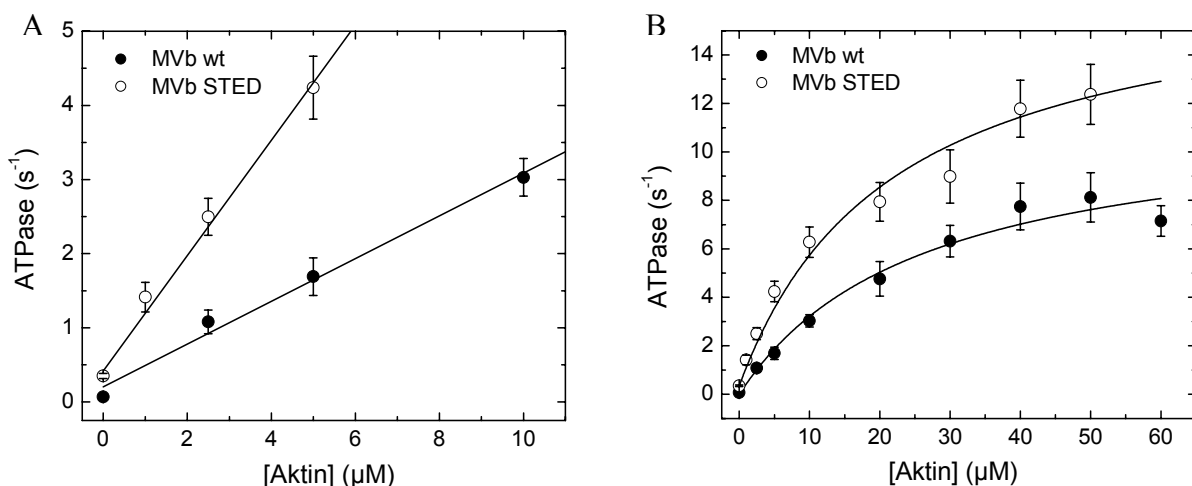 A
5
4
3
2
1
0
ATPase (s⁻¹)
MVb wt
MVb STED
0 2 4 6 8 10
[Aktin] (µM)
B
14
12
10
8
6
4
2
0
ATPase (s⁻¹)
MVb wt
MVb STED
0 10 20 30 40 50 60
[Aktin] (µM)